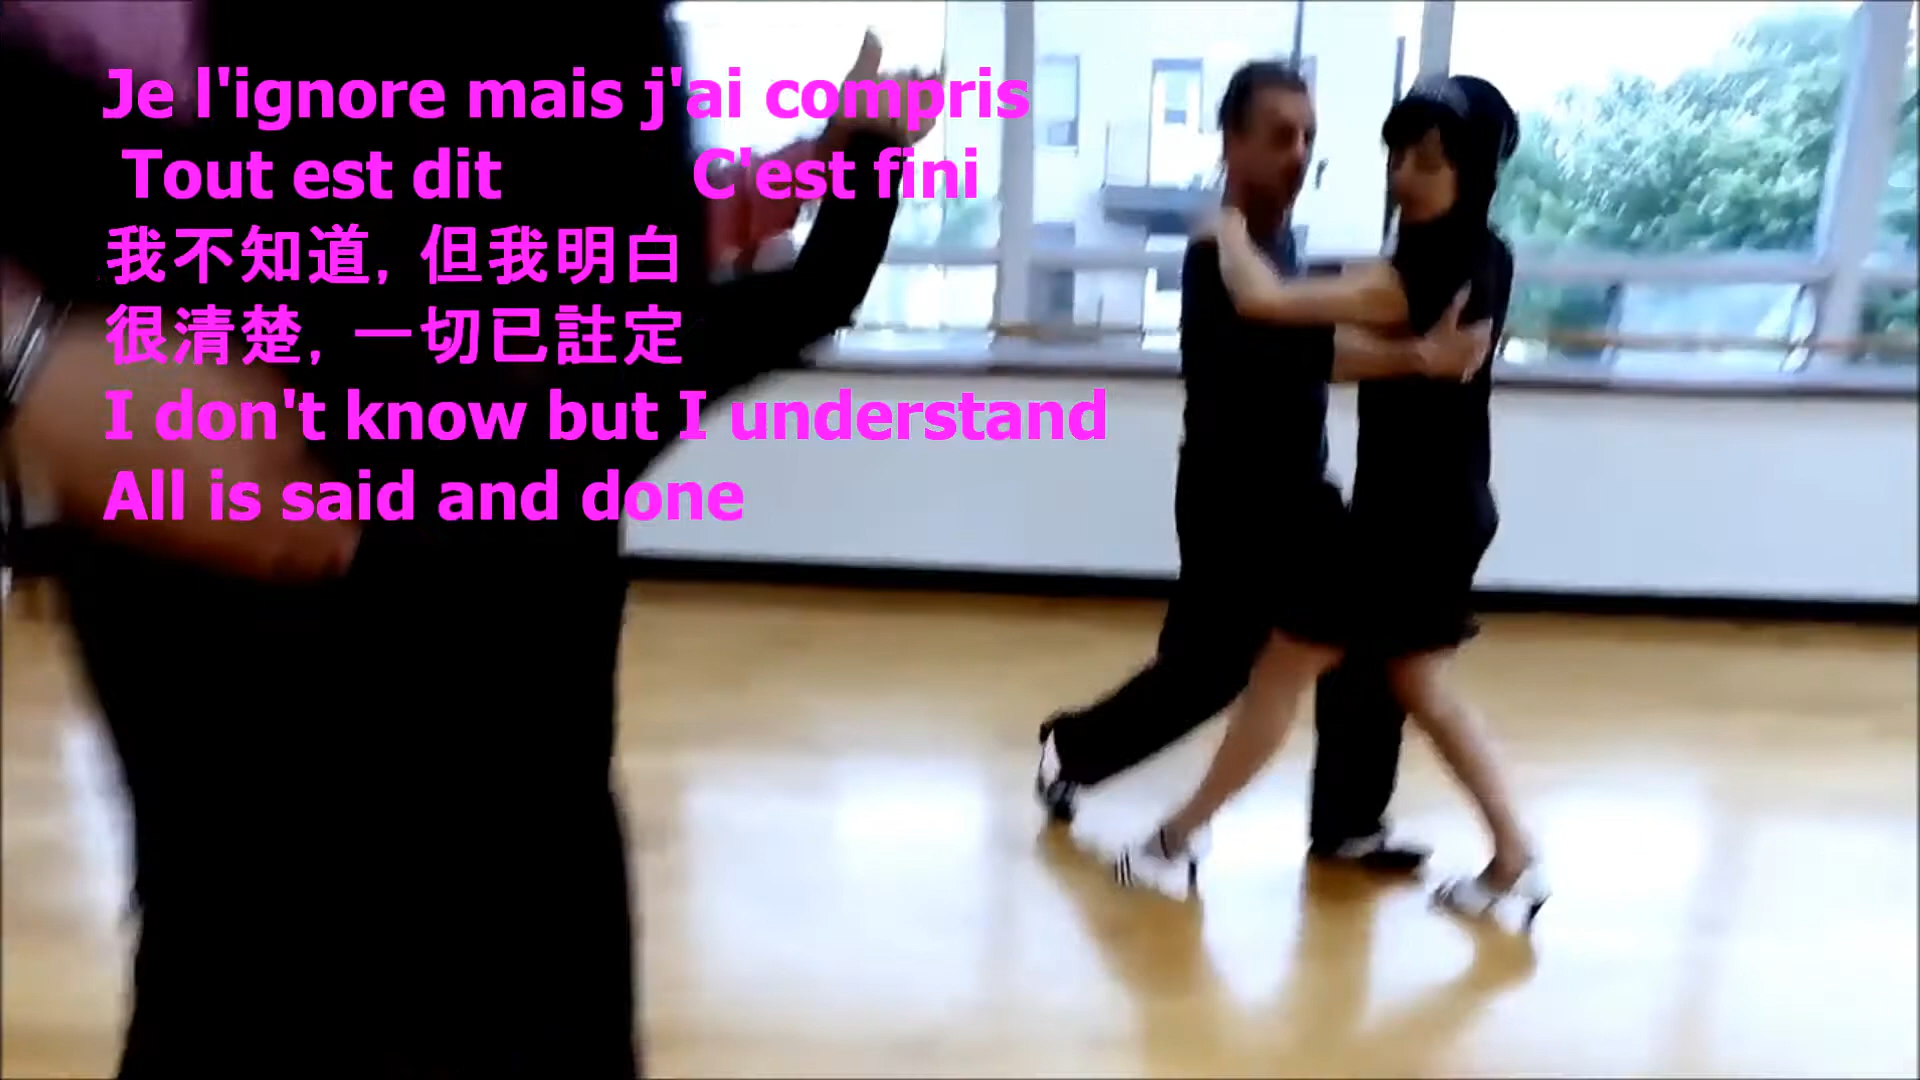 Je l'ignore mais j'ai compris
Tout est dit C'est fini
我不知道, 但我明白
很清楚, 一切已註定
I don't know but I understand
All is said and done